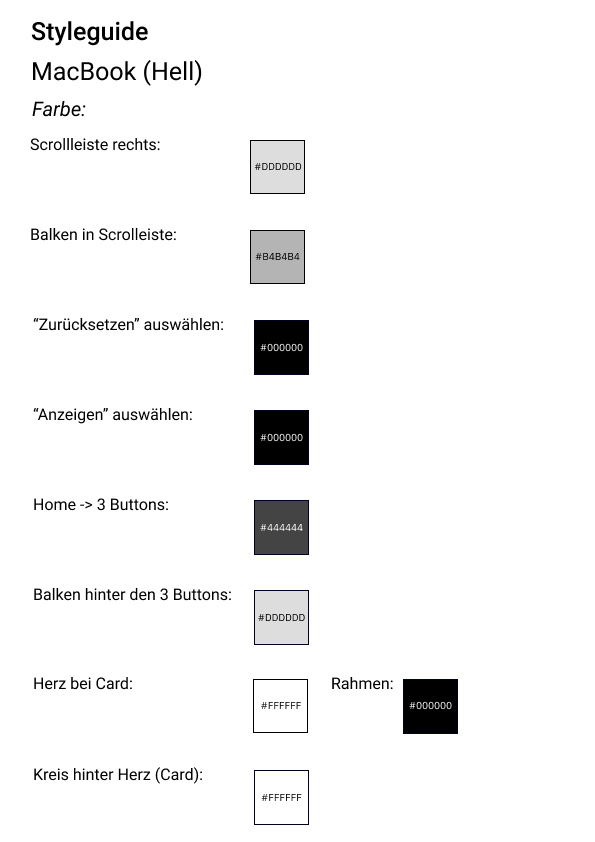 Styleguide
MacBook (Hell)
Farbe:
Scrollleiste rechts:
#DDDDDD
Balken in Scrolleiste:
#B4B4B4
“Zurücksetzen” auswählen:
#000000
“Anzeigen” auswählen:
#000000
Home -> 3 Buttons:
#444444
Balken hinter den 3 Buttons:
#DDDDDD
Herz bei Card:
#FFFFFF
Rahmen:
#000000
Kreis hinter Herz (Card):
#FFFFFF